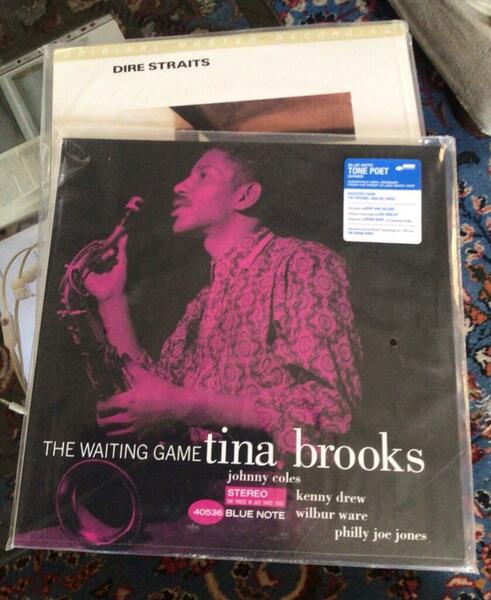 ORIGINAL MASTER RECORDING
DIRE STRAITS
BLUE NOTE
TONE POET
SERIES
THE WAITING GAME tina brooks
johnny coles
STEREO
kenny drew
40536 BLUE NOTE
wilbur ware
philly joe jones